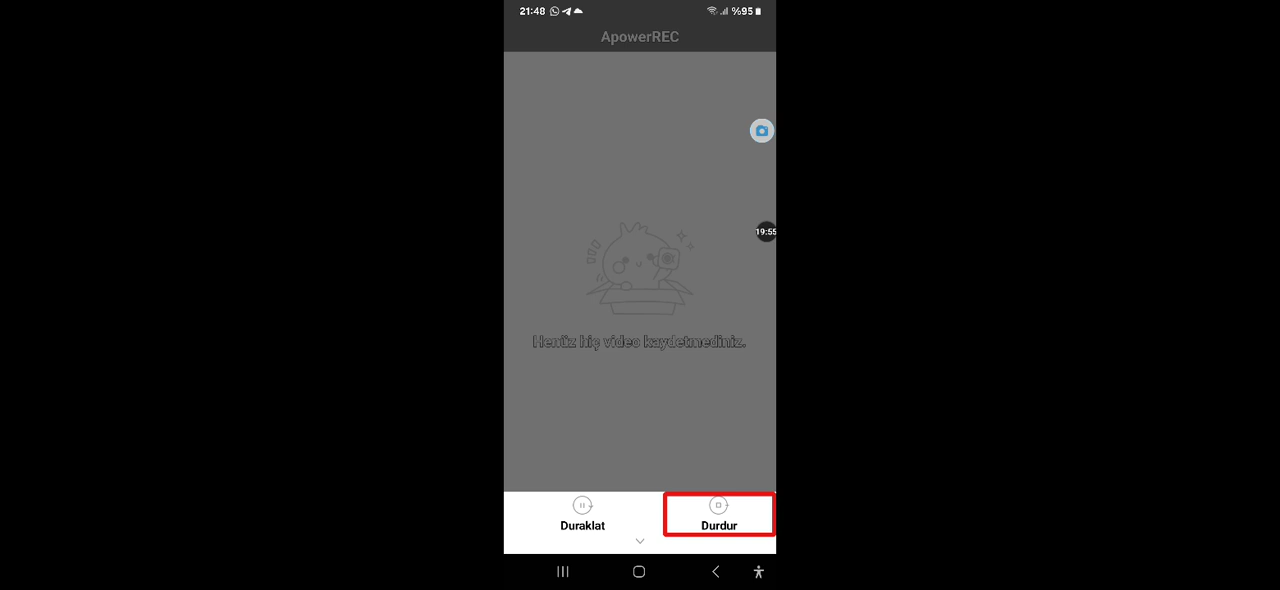 21:48 %95
ApowerREC
19:55
Henüz hiç video kaydetmediniz.
Duraklat Durdur